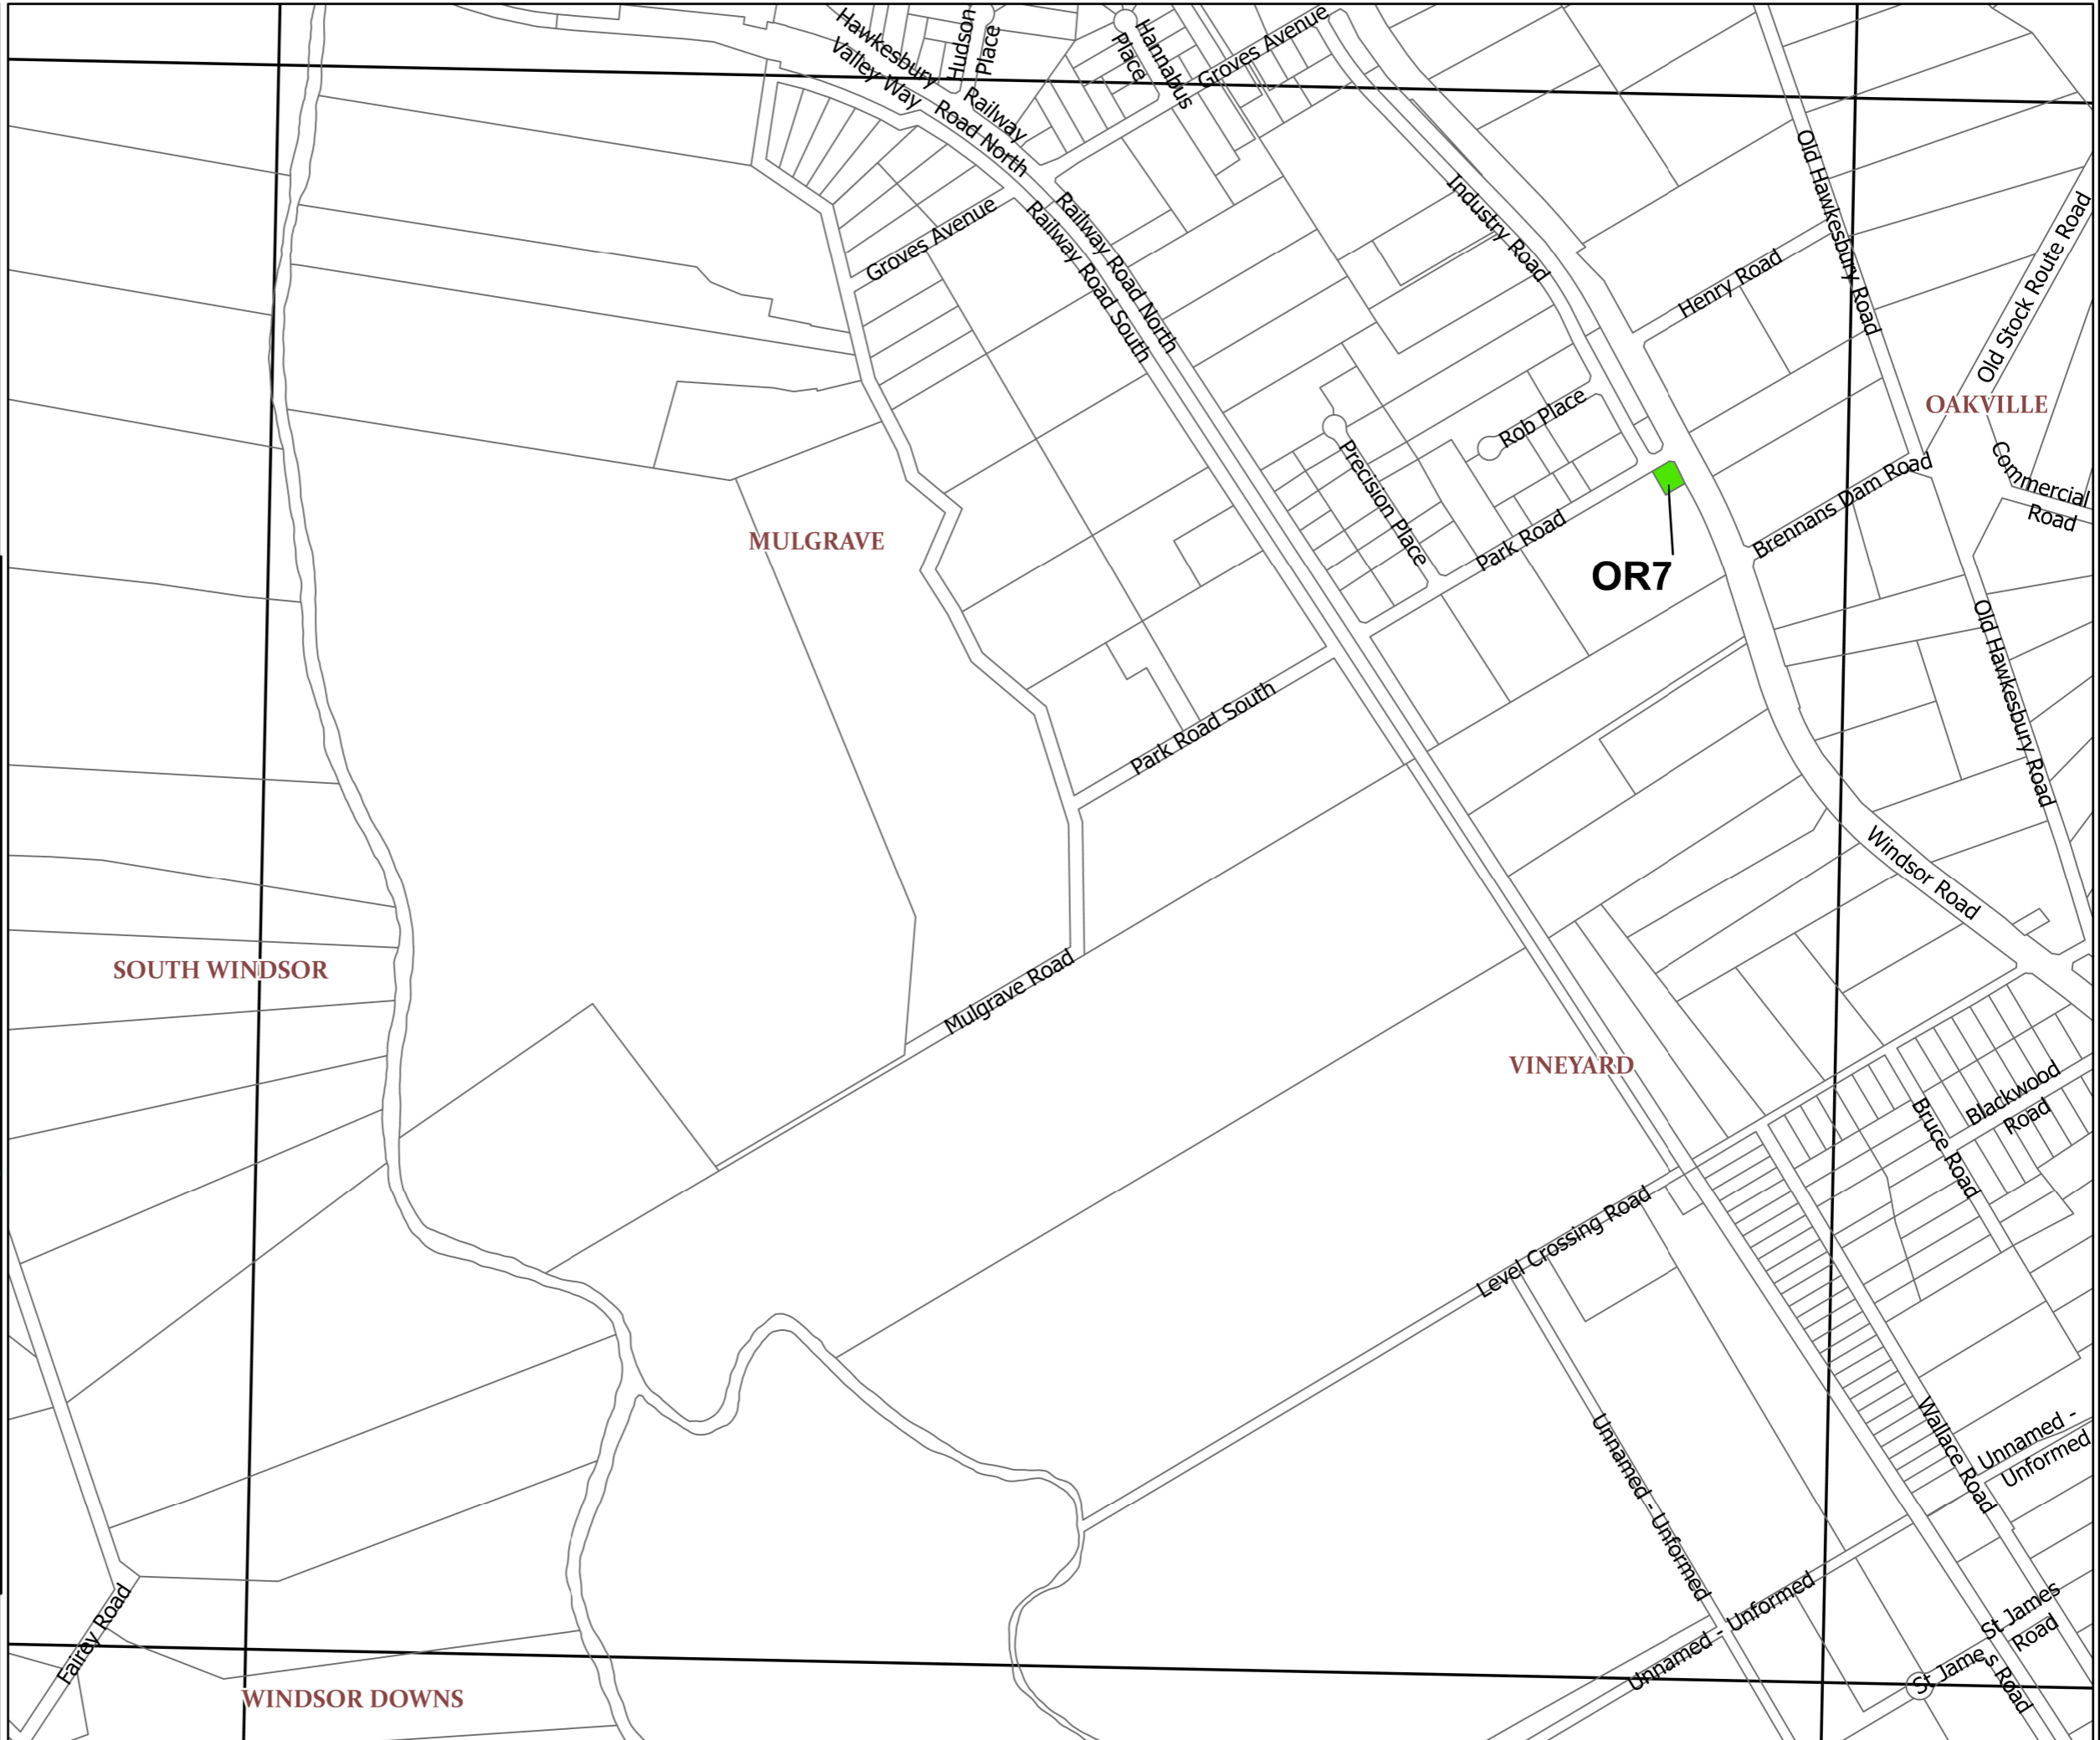 Hawkesbury
Valley Way
Hudson
Place
Hannabus
Place
Groves Avenue
Railway
Road North
Old Hawkesbury Road
Industry Road
Groves Avenue
Railway Road North
Railway Road South
Henry Road
Old Stock Route Road
OAKVILLE
Rob Place
Precision Place
Commercial
Road
Brennans Dam Road
MULGRAVE
Park Road
OR7
Old Hawkesbury Road
Park Road South
Windsor Road
SOUTH WINDSOR
Mulgrave Road
VINEYARD
Blackwood
Road
Bruce Road
Level Crossing Road
Wallace Road
Unnamed -
Unformed
Unnamed - Unformed
Unnamed - Unformed
St James
Road
St James Road
Fairey Road
WINDSOR DOWNS